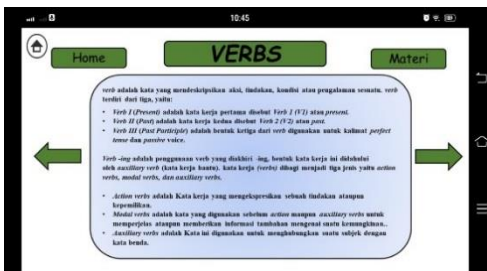 10:45
Home
VERBS
Materi
verb adalah kata yang mendeskripsikan aksi, tindakan, kondisi atau pengalaman sesuatu. verb
terdiri dari tiga, yaitu:
• Verb I (Present) adalah kata kerja pertama disebut Verb 1 (V1) atau present.
• Verb II (Past) adalah kata kerja kedua disebut Verb 2 (V2) atau past.
• Verb III (Past Participle) adalah bentuk ketiga dari verb digunakan untuk kalimat perfect
tense dan passive voice.
Verb -ing adalah penggunaan verb yang diakhiri -ing, bentuk kata kerja ini didahului
oleh auxiliary verb (kata kerja bantu). kata kerja (verbs) dibagi menjadi tiga jenis yaitu action
verbs, modal verbs, dan auxiliary verbs.
• Action verbs adalah Kata kerja yang mengekspresikan sebuah tindakan ataupun
kepemilikan.
• Modal verbs adalah kata yang digunakan sebelum action maupun auxiliary verbs untuk
memperjelas ataupun memberikan informasi tambahan mengenai suatu kemungkinan..
• Auxiliary verbs adalah Kata ini digunakan untuk menghubungkan suatu subjek dengan
kata benda.